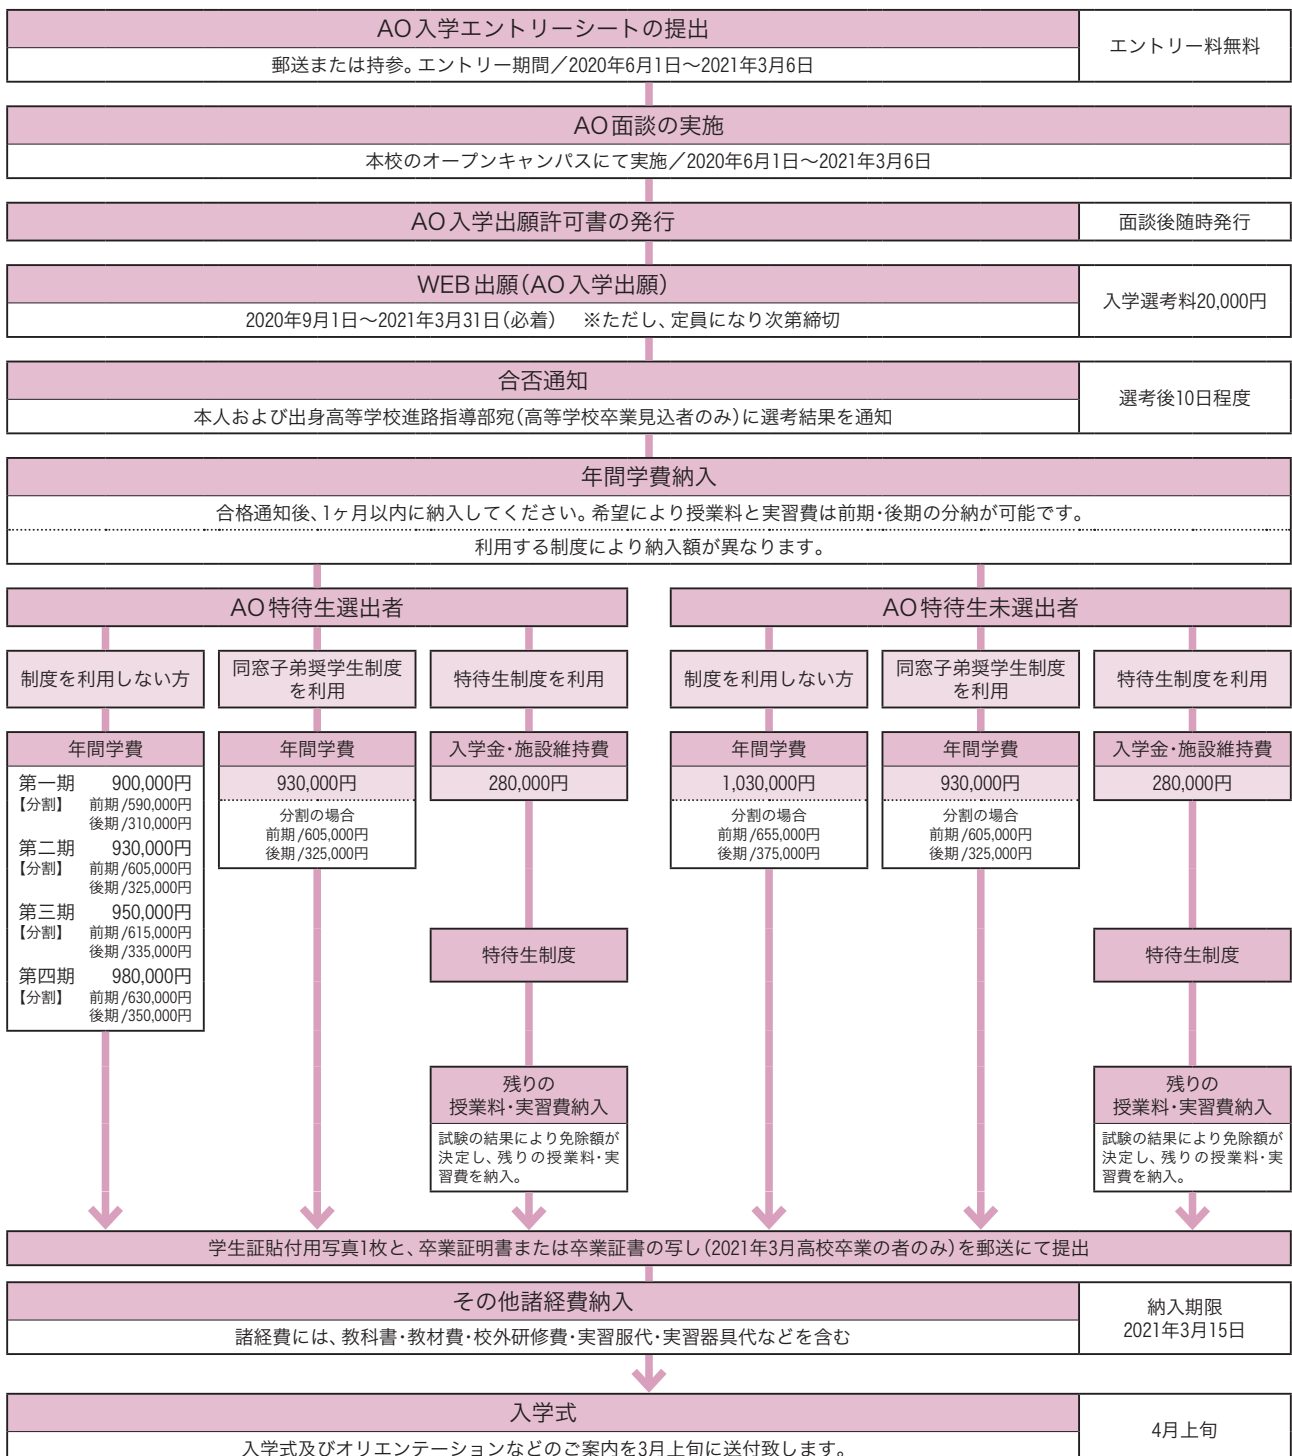 AO入学エントリーシートの提出
エントリー料無料
郵送または持参。エントリー期間／2020年6月1日～2021年3月6日
AO面談の実施
本校のオープンキャンパスにて実施／2020年6月1日～2021年3月6日
AO入学出願許可書の発行
面談後随時発行
WEB出願（AO入学出願）
入学選考料20,000円
2020年9月1日～2021年3月31日（必着）　※ただし、定員になり次第締切
合否通知
選考後10日程度
本人および出身高等学校進路指導部宛（高等学校卒業見込者のみ）に選考結果を通知
年間学費納入
合格通知後、1ヶ月以内に納入してください。希望により授業料と実習費は前期・後期の分納が可能です。
利用する制度により納入額が異なります。
AO特待生選出者
制度を利用しない方
年間学費
第一期　900,000円
【分割】　前期/590,000円
後期/310,000円
第二期　930,000円
【分割】　前期/605,000円
後期/325,000円
第三期　950,000円
【分割】　前期/615,000円
後期/335,000円
第四期　980,000円
【分割】　前期/630,000円
後期/350,000円
同窓子弟奨学生制度
を利用
年間学費
930,000円
分割の場合
前期/605,000円
後期/325,000円
特待生制度を利用
入学金・施設維持費
280,000円
特待生制度
残りの
授業料・実習費納入
試験の結果により免除額が
決定し、残りの授業料・実
習費を納入。
AO特待生未選出者
制度を利用しない方
年間学費
1,030,000円
分割の場合
前期/655,000円
後期/375,000円
同窓子弟奨学生制度
を利用
年間学費
930,000円
分割の場合
前期/605,000円
後期/325,000円
特待生制度を利用
入学金・施設維持費
280,000円
特待生制度
残りの
授業料・実習費納入
試験の結果により免除額が
決定し、残りの授業料・実
習費を納入。
学生証貼付用写真1枚と、卒業証明書または卒業証書の写し（2021年3月高校卒業の者のみ）を郵送にて提出
その他諸経費納入
納入期限
2021年3月15日
諸経費には、教科書・教材費・校外研修費・実習服代・実習器具代などを含む
入学式
4月上旬
入学式及びオリエンテーションなどのご案内を3月上旬に送付致します。